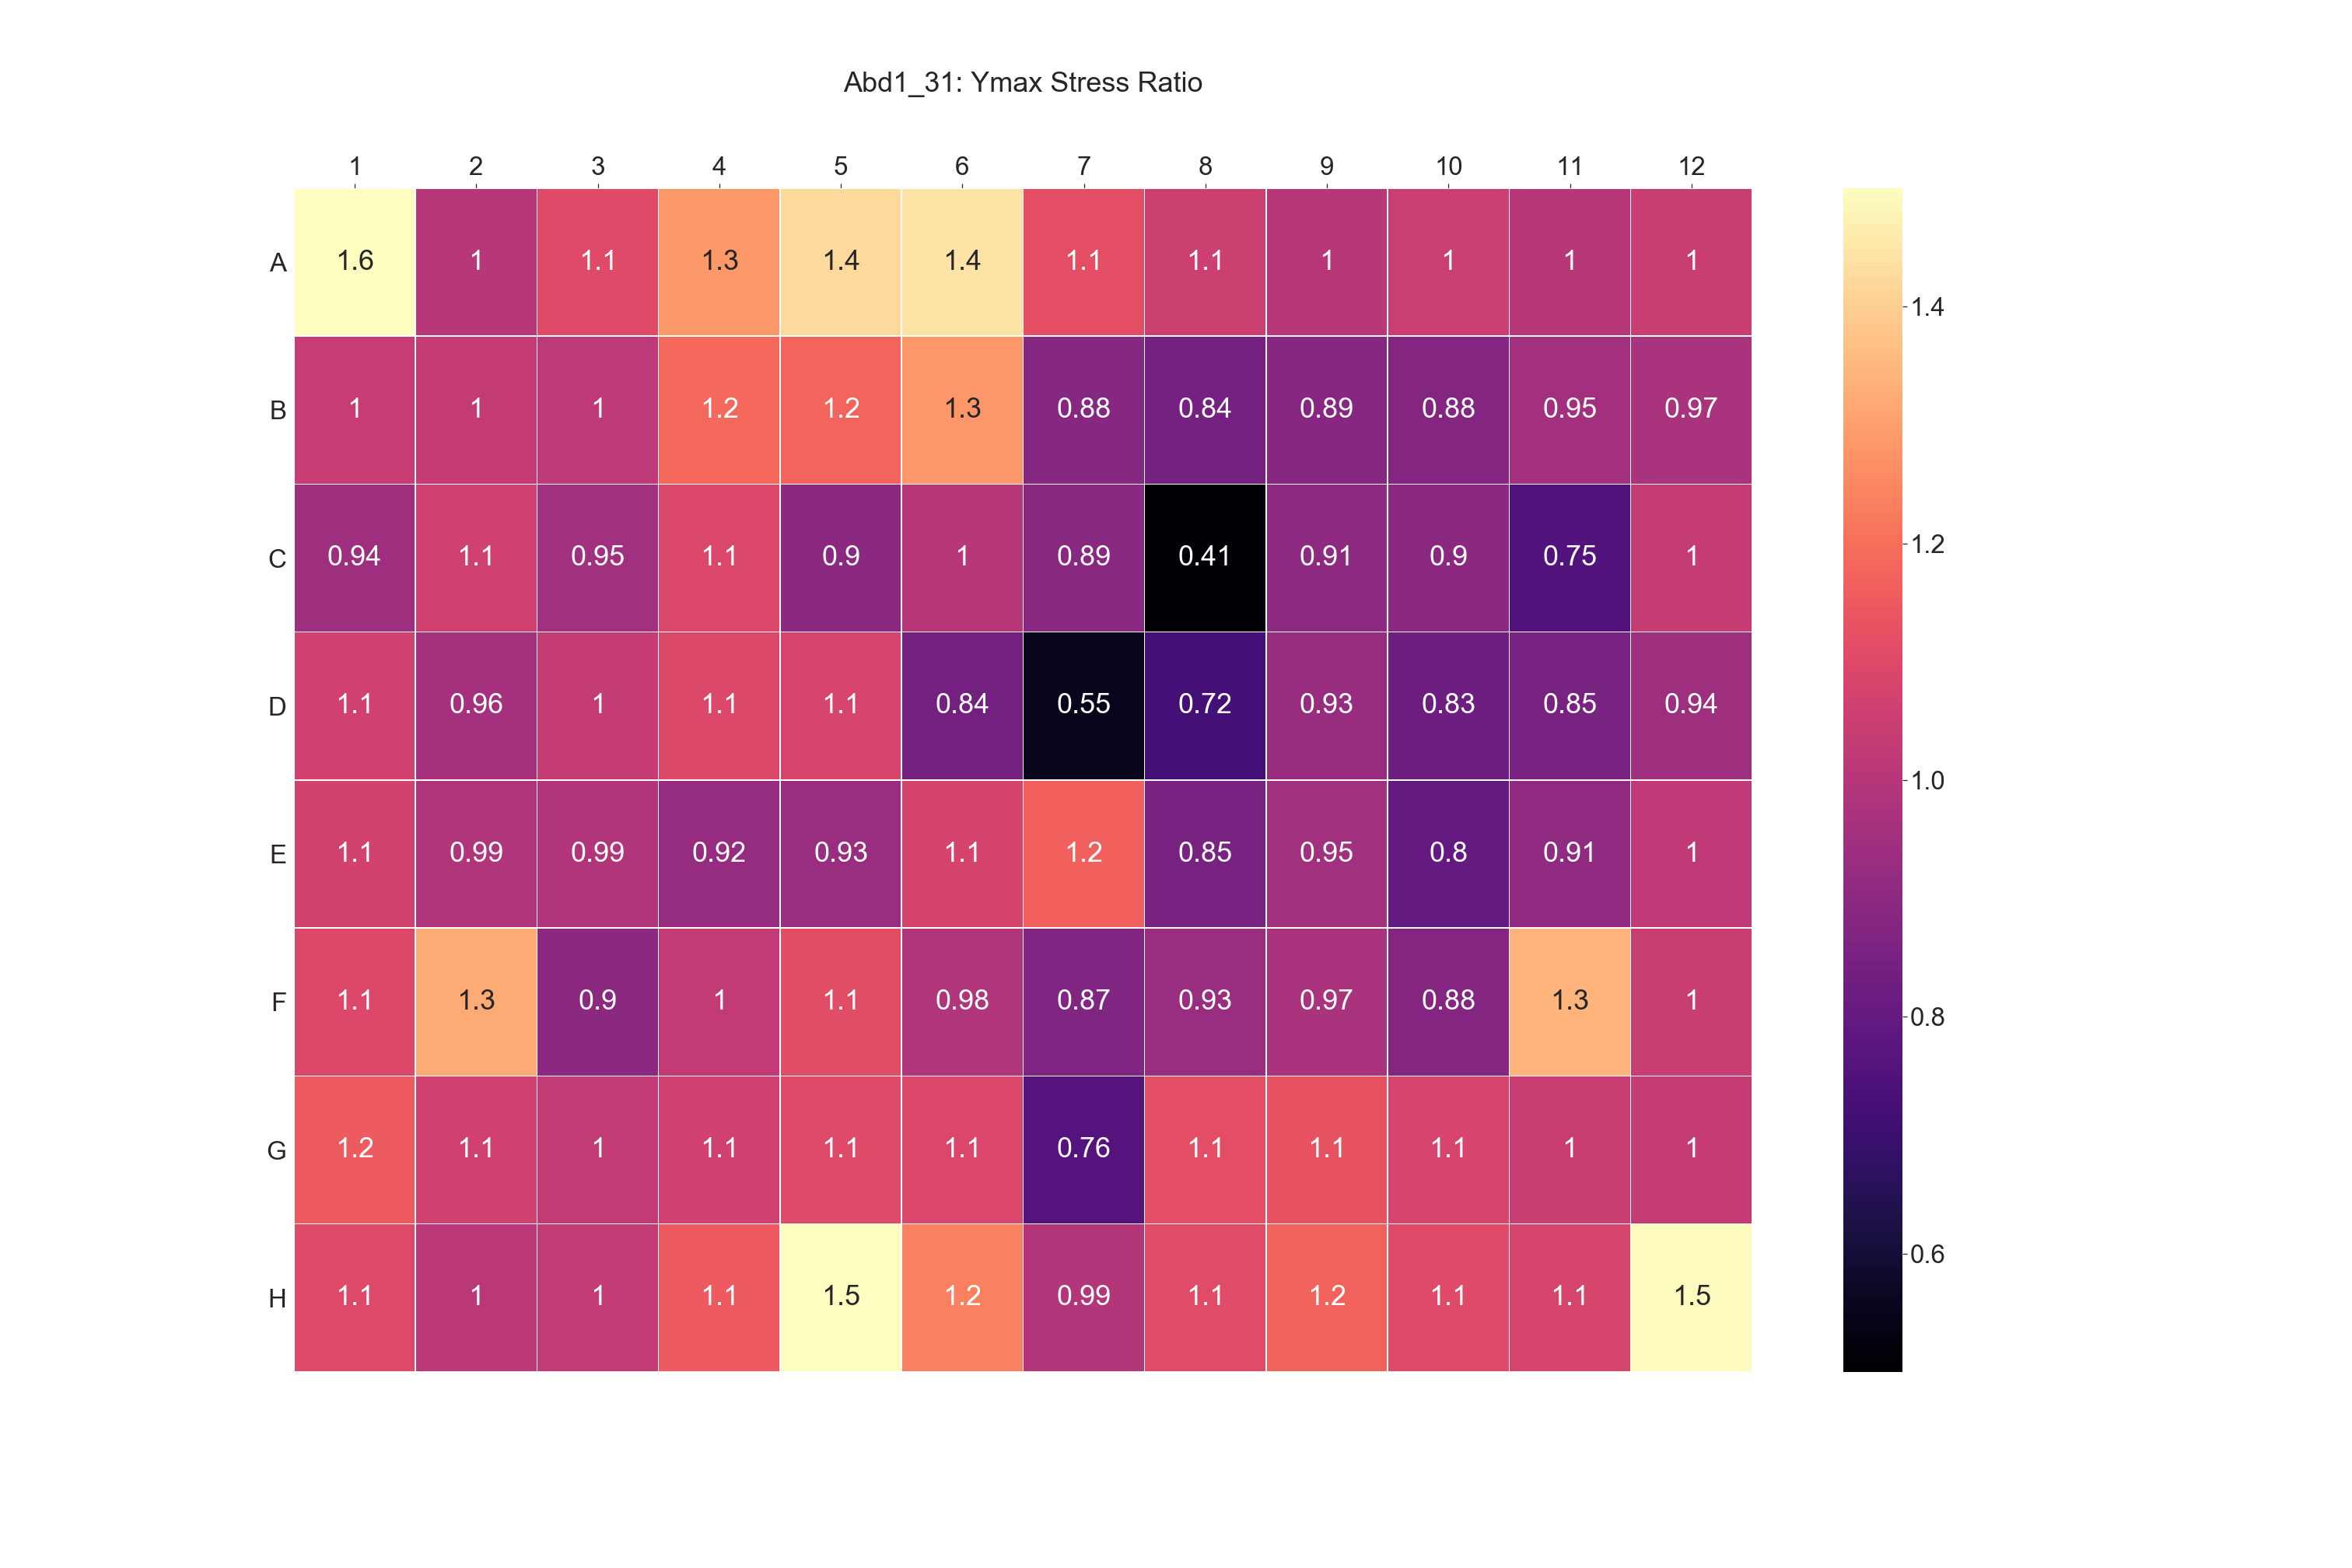 Abd1_31: Ymax Stress Ratio
1 2 3 4 5 6 7 8 9 10 11 12
A 1.6 1 1.1 1.3 1.4 1.4 1.1 1.1 1 1 1 1
1.4
B 1 1 1 1.2 1.2 1.3 0.88 0.84 0.89 0.88 0.95 0.97
1.2
C 0.94 1.1 0.95 1.1 0.9 1 0.89 0.41 0.91 0.9 0.75 1
D 1.1 0.96 1 1.1 1.1 0.84 0.55 0.72 0.93 0.83 0.85 0.94
1.0
E 1.1 0.99 0.99 0.92 0.93 1.1 1.2 0.85 0.95 0.8 0.91 1
F 1.1 1.3 0.9 1 1.1 0.98 0.87 0.93 0.97 0.88 1.3 1
0.8
G 1.2 1.1 1 1.1 1.1 1.1 0.76 1.1 1.1 1.1 1 1
0.6
H 1.1 1 1 1.1 1.5 1.2 0.99 1.1 1.2 1.1 1.1 1.5